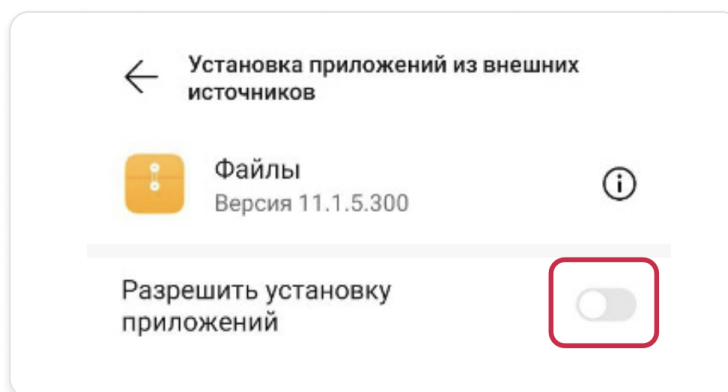 Установка приложений из внешних
источников
Файлы
Версия 11.1.5.300
Разрешить установку
приложений